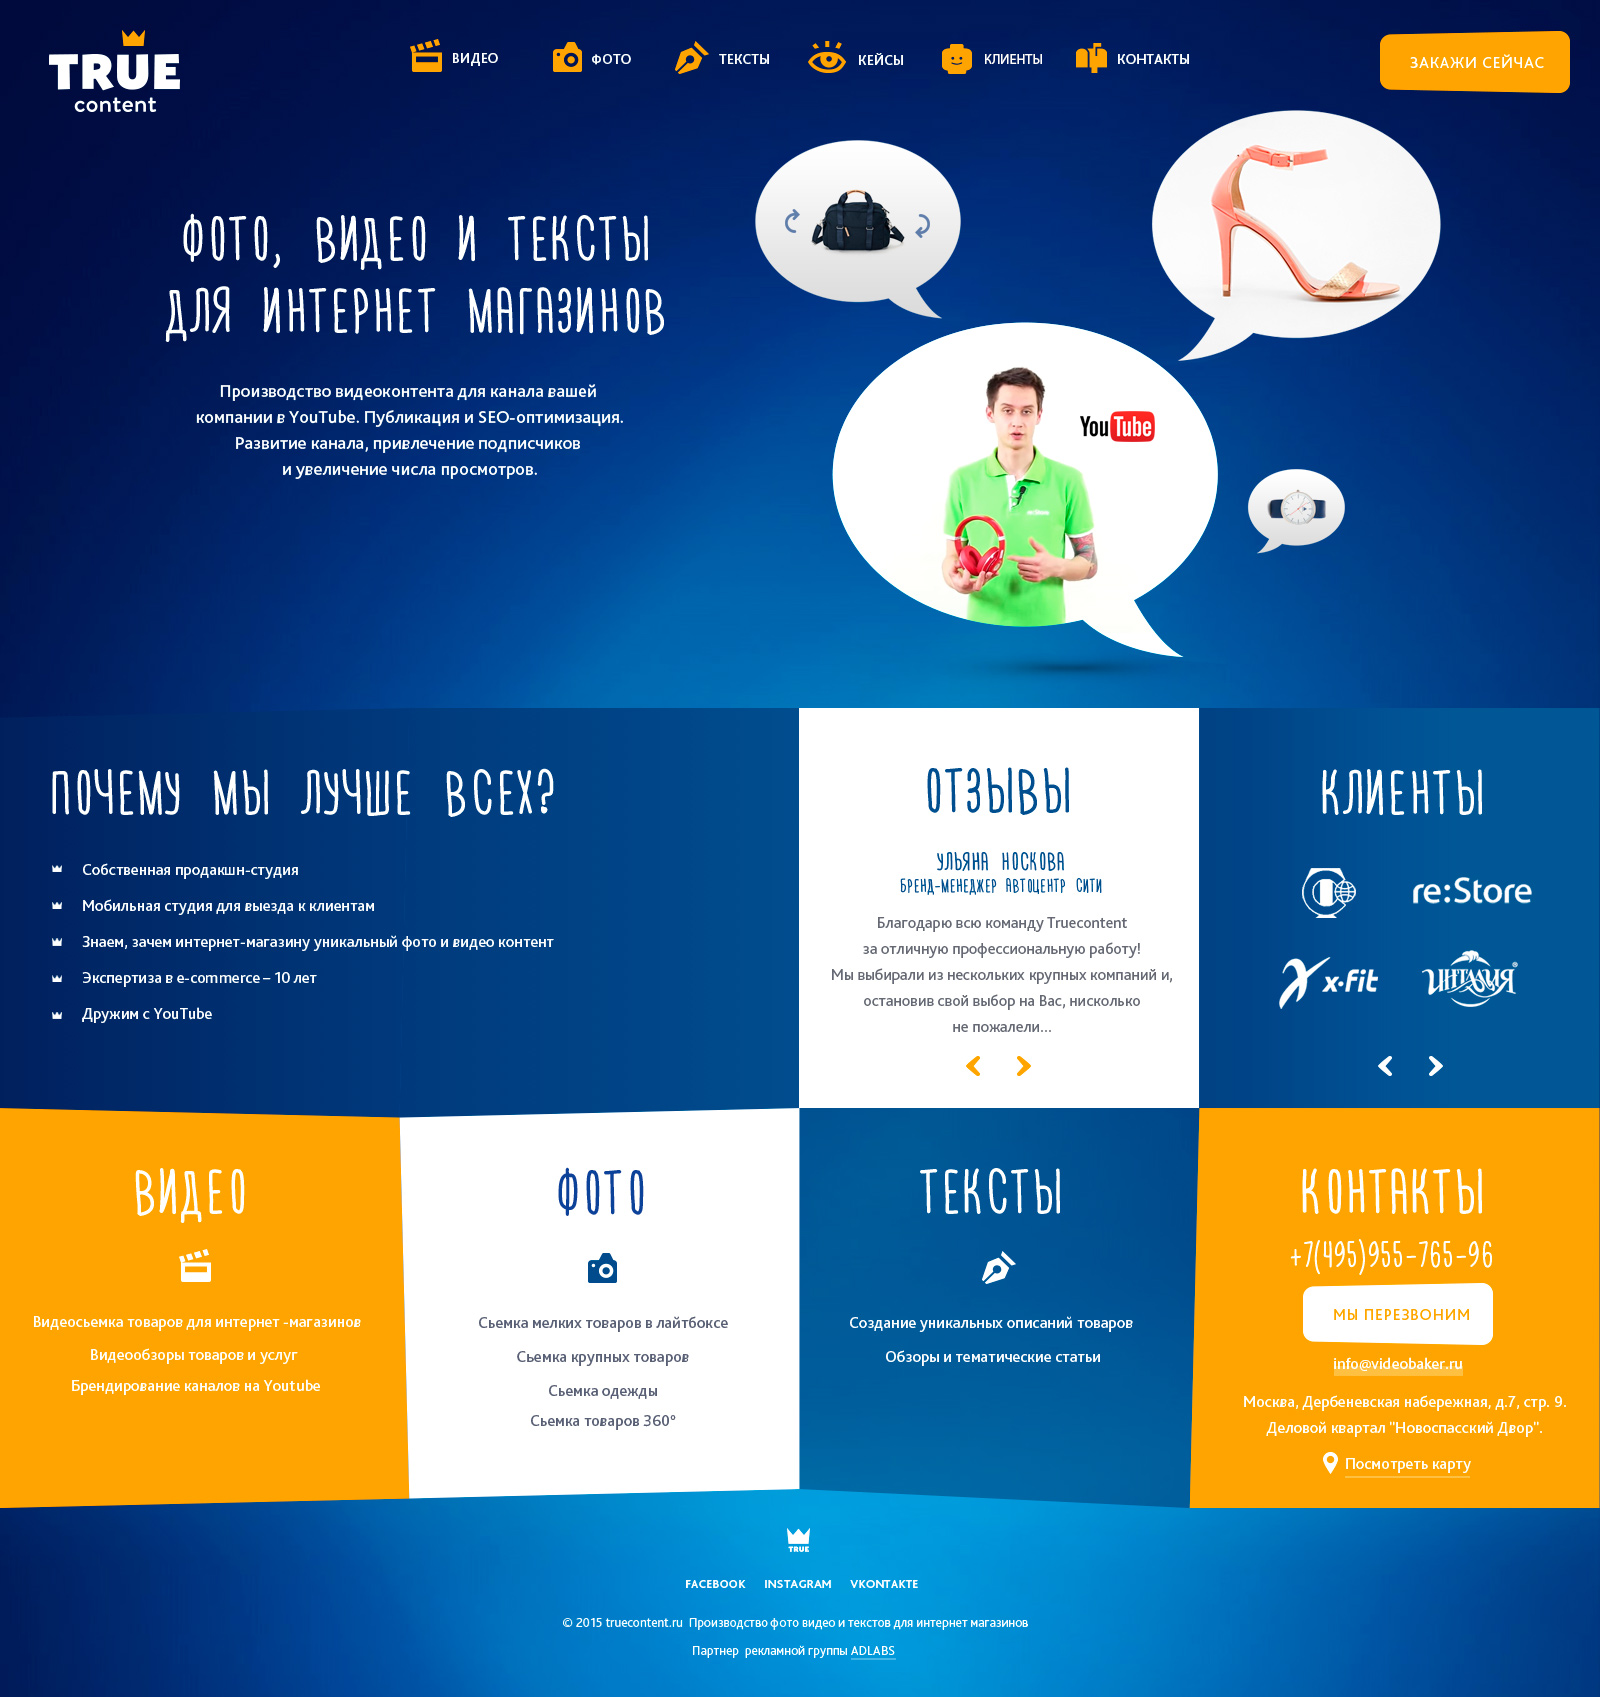 TRUE
content
ВИДЕО
ФОТО
ТЕКСТЫ
КЕЙСЫ
КЛИЕНТЫ
КОНТАКТЫ
ЗАКАЖИ СЕЙЧАС
ФОТО, ВИДЕО И ТЕКСТЫ
ДЛЯ ИНТЕРНЕТ МАГАЗИНОВ
Производство видеоконтента для канала вашей
компании в YouTube. Публикация и SEO-оптимизация.
Развитие канала, привлечение подписчиков
и увеличение числа просмотров.
YouTube
ПОЧЕМУ МЫ ЛУЧШЕ ВСЕХ?
Собственная продакшн-студия
Мобильная студия для выезда к клиентам
Знаем, зачем интернет-магазину уникальный фото и видео контент
Экспертиза в e-commerce – 10 лет
Дружим с YouTube
ОТЗЫВЫ
УЛЬЯНА НОСКОВА
БРЕНД-МЕНЕДЖЕР АВТОЦЕНТР СИТИ
Благодарю всю команду Truecontent
за отличную профессиональную работу!
Мы выбирали из нескольких крупных компаний и,
остановив свой выбор на Вас, нисколько
не пожалели...
КЛИЕНТЫ
re:Store
x-fit
ИНТАЛИЯ®
ВИДЕО
Видеосьемка товаров для интернет -магазинов
Видеообзоры товаров и услуг
Брендирование каналов на Youtube
ФОТО
Сьемка мелких товаров в лайтбоксе
Сьемка крупных товаров
Сьемка одежды
Сьемка товаров 360°
ТЕКСТЫ
Создание уникальных описаний товаров
Обзоры и тематические статьи
КОНТАКТЫ
+7(495)955-765-96
МЫ ПЕРЕЗВОНИМ
info@videobaker.ru
Москва, Дербеневская набережная, д.7, стр. 9.
Деловой квартал "Новоспасский Двор".
Посмотреть карту
TRUE
FACEBOOK INSTAGRAM VKONTAKTE
© 2015 truecontent.ru Производство фото видео и текстов для интернет магазинов
Партнер рекламной группы ADLABS